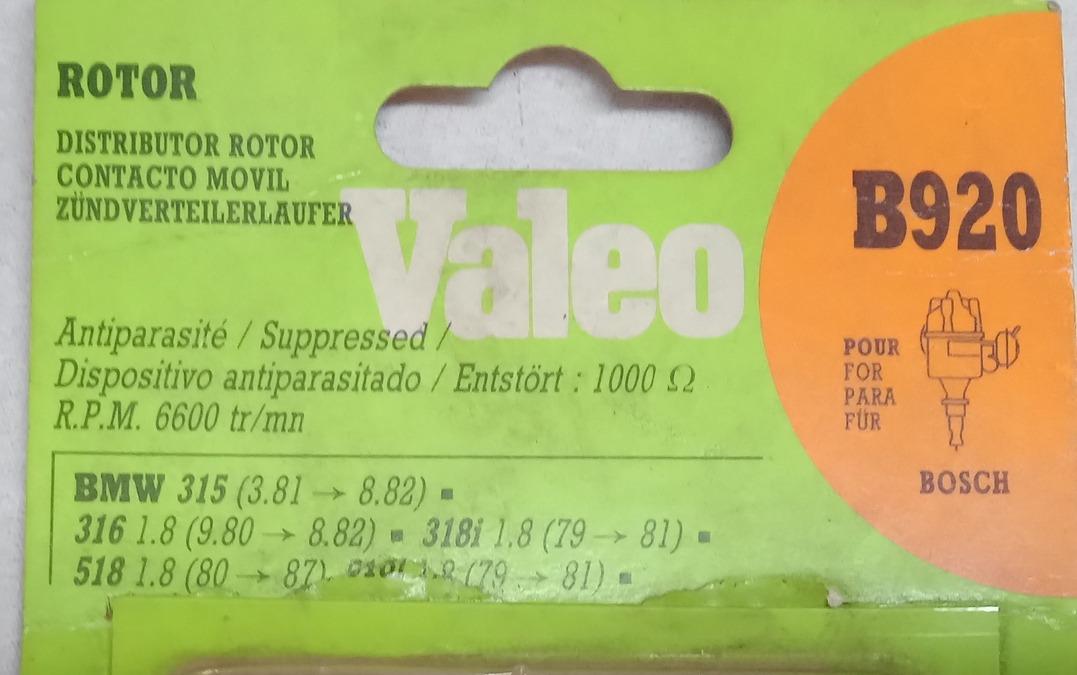 ROTOR
DISTRIBUTOR ROTOR
CONTACTO MOVIL
ZÜNDVERTEILERLAUFER
Valeo
B920
Antiparasité / Suppressed /
Dispositivo antiparasitado / Entstört : 1000 Ω
R.P.M. 6600 tr/mn
POUR
FOR
PARA
FÜR
BOSCH
BMW 315 (3.81 → 8.82) ▪
316 1.8 (9.80 → 8.82) ▪ 318i 1.8 (79 → 81) ▪
518 1.8 (80 → 87). 1.8 (79 → 81) ▪